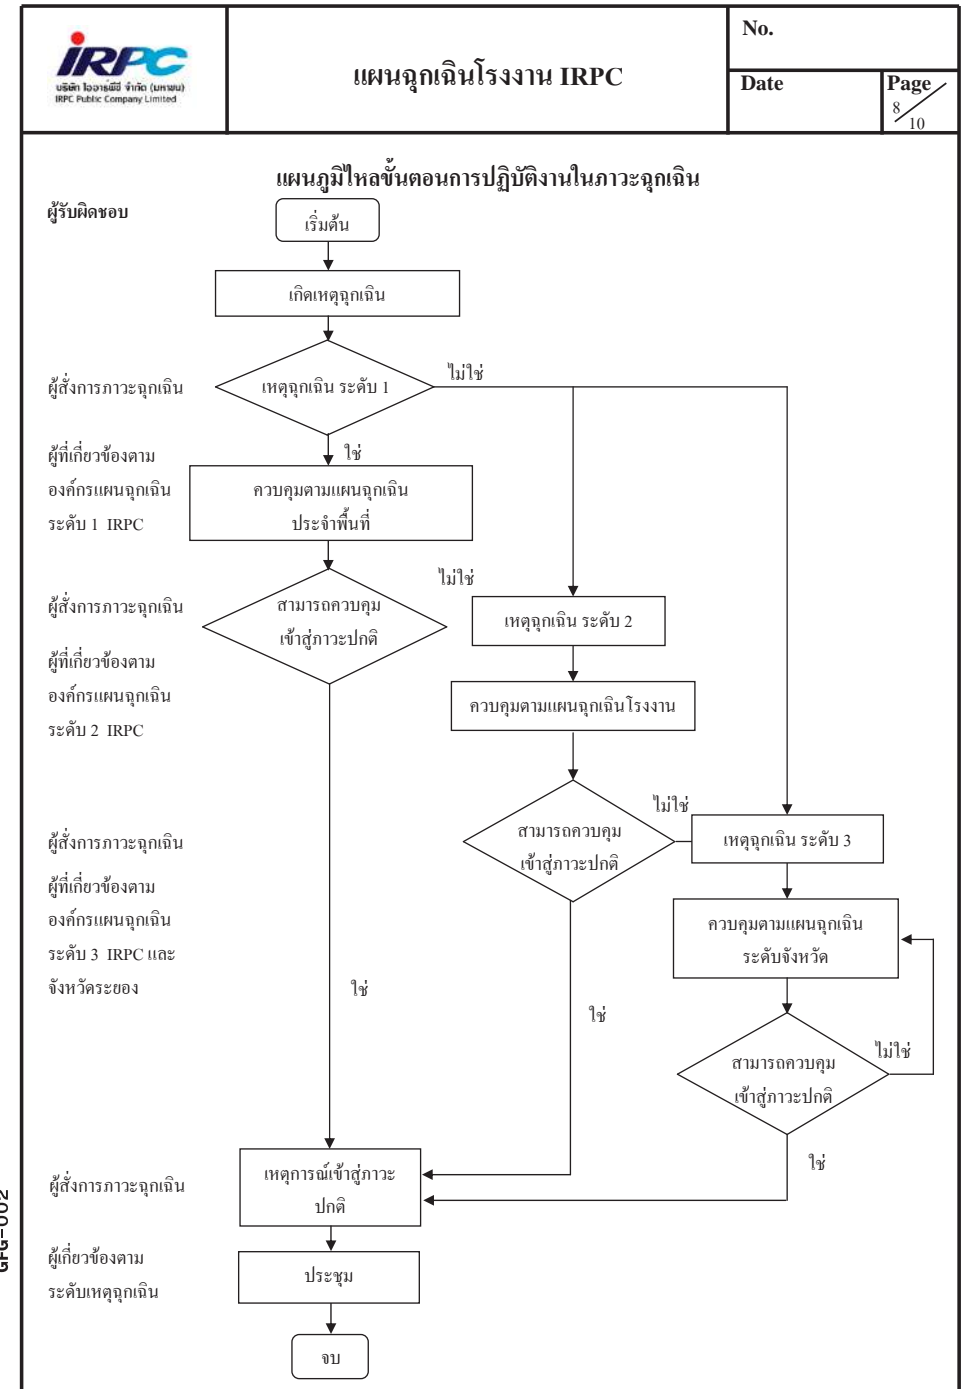 IRPC
บริษัท ไออาร์พีซี จำกัด (มหาชน)
IRPC Public Company Limited
แผนฉุกเฉินโรงงาน IRPC
No.
Date
Page
8/10
แผนภูมิไหลขั้นตอนการปฏิบัติงานในภาวะฉุกเฉิน
ผู้รับผิดชอบ
เริ่มต้น
เกิดเหตุฉุกเฉิน
ไม่ใช่
ผู้สั่งการภาวะฉุกเฉิน
เหตุฉุกเฉิน ระดับ 1
ใช่
ผู้ที่เกี่ยวข้องตาม
องค์กรแผนฉุกเฉิน
ระดับ 1 IRPC
ควบคุมตามแผนฉุกเฉิน
ประจำพื้นที่
ไม่ใช่
ผู้สั่งการภาวะฉุกเฉิน
สามารถควบคุม
เข้าสู่ภาวะปกติ
เหตุฉุกเฉิน ระดับ 2
ผู้ที่เกี่ยวข้องตาม
องค์กรแผนฉุกเฉิน
ระดับ 2 IRPC
ควบคุมตามแผนฉุกเฉินโรงงาน
ไม่ใช่
ผู้สั่งการภาวะฉุกเฉิน
สามารถควบคุม
เข้าสู่ภาวะปกติ
เหตุฉุกเฉิน ระดับ 3
ผู้ที่เกี่ยวข้องตาม
องค์กรแผนฉุกเฉิน
ระดับ 3 IRPC และ
จังหวัดระยอง
ควบคุมตามแผนฉุกเฉิน
ระดับจังหวัด
ใช่
ใช่
ไม่ใช่
สามารถควบคุม
เข้าสู่ภาวะปกติ
ใช่
ผู้สั่งการภาวะฉุกเฉิน
เหตุการณ์เข้าสู่ภาวะ
ปกติ
ผู้เกี่ยวข้องตาม
ระดับเหตุฉุกเฉิน
ประชุม
จบ
GFG-002